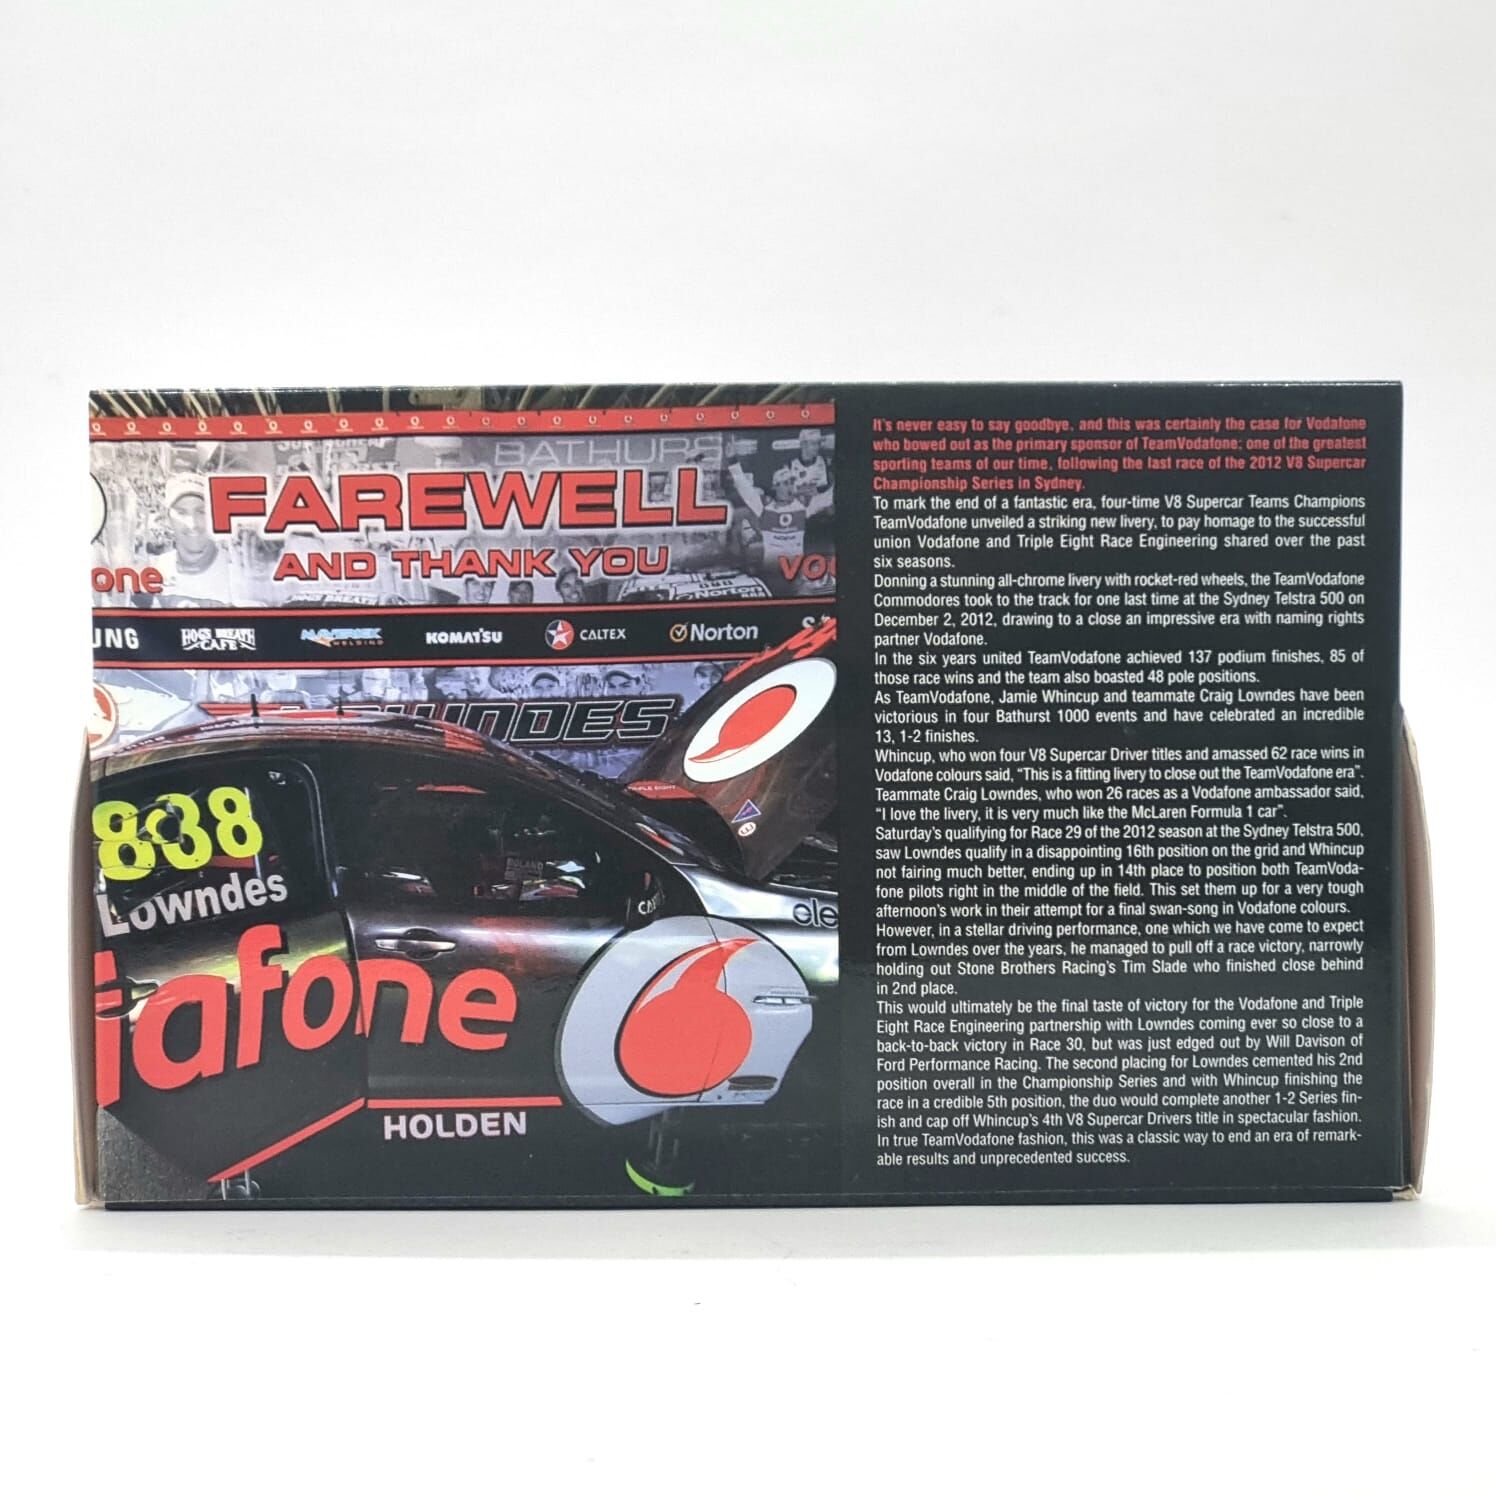 BATHURS
FAREWELL
AND THANK YOU
one
VO
Norton
UNG
HOGS BREATH
CAFE
MAVERICK
WELDING
KOMATSU
CALTEX
Norton
LOWNDES
TRIPLE EIGHT
888
Lowndes
cle
afone
HOLDEN
It's never easy to say goodbye, and this was certainly the case for Vodafone
who bowed out as the primary sponsor of TeamVodafone; one of the greatest
sporting teams of our time, following the last race of the 2012 V8 Supercar
Championship Series in Sydney.
To mark the end of a fantastic era, four-time V8 Supercar Teams Champions
TeamVodafone unveiled a striking new livery, to pay homage to the successful
union Vodafone and Triple Eight Race Engineering shared over the past
six seasons.
Donning a stunning all-chrome livery with rocket-red wheels, the TeamVodafone
Commodores took to the track for one last time at the Sydney Telstra 500 on
December 2, 2012, drawing to a close an impressive era with naming rights
partner Vodafone.
In the six years united TeamVodafone achieved 137 podium finishes, 85 of
those race wins and the team also boasted 48 pole positions.
As TeamVodafone, Jamie Whincup and teammate Craig Lowndes have been
victorious in four Bathurst 1000 events and have celebrated an incredible
13, 1-2 finishes.
Whincup, who won four V8 Supercar Driver titles and amassed 62 race wins in
Vodafone colours said, “This is a fitting livery to close out the TeamVodafone era”.
Teammate Craig Lowndes, who won 26 races as a Vodafone ambassador said,
“I love the livery, it is very much like the McLaren Formula 1 car”.
Saturday's qualifying for Race 29 of the 2012 season at the Sydney Telstra 500,
saw Lowndes qualify in a disappointing 16th position on the grid and Whincup
not fairing much better, ending up in 14th place to position both TeamVoda-
fone pilots right in the middle of the field. This set them up for a very tough
afternoon's work in their attempt for a final swan-song in Vodafone colours.
However, in a stellar driving performance, one which we have come to expect
from Lowndes over the years, he managed to pull off a race victory, narrowly
holding out Stone Brothers Racing's Tim Slade who finished close behind
in 2nd place.
This would ultimately be the final taste of victory for the Vodafone and Triple
Eight Race Engineering partnership with Lowndes coming ever so close to a
back-to-back victory in Race 30, but was just edged out by Will Davison of
Ford Performance Racing. The second placing for Lowndes cemented his 2nd
position overall in the Championship Series and with Whincup finishing the
race in a credible 5th position, the duo would complete another 1-2 Series fin-
ish and cap off Whincup's 4th V8 Supercar Drivers title in spectacular fashion.
In true TeamVodafone fashion, this was a classic way to end an era of remark-
able results and unprecedented success.